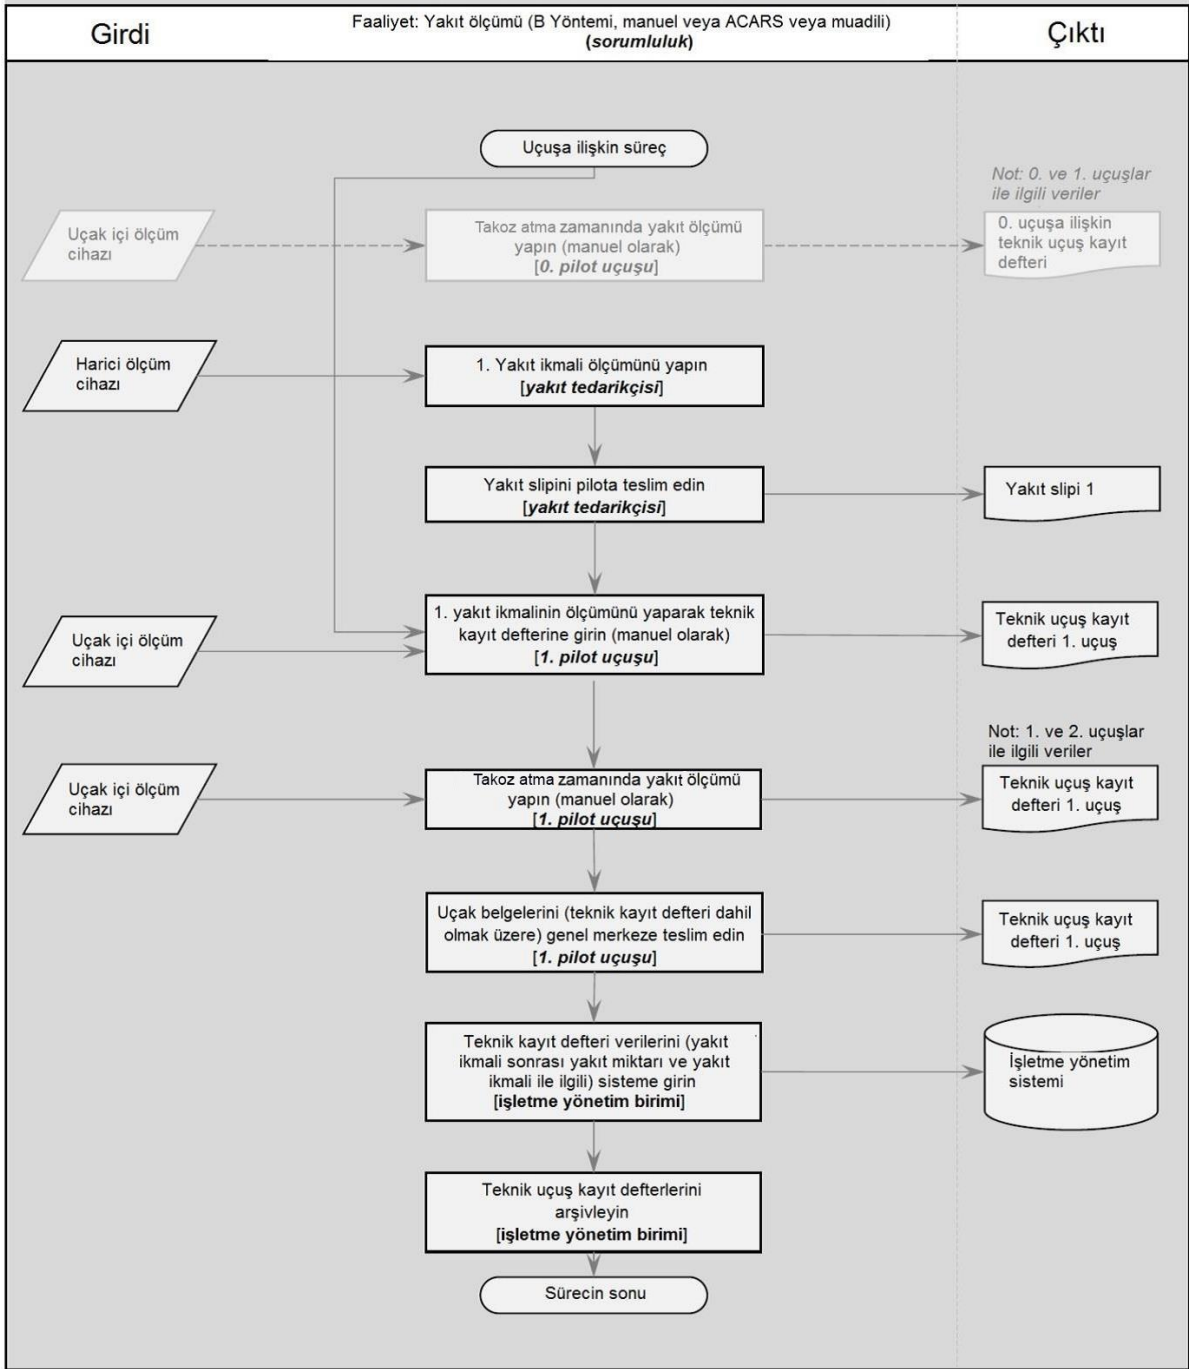 Girdi
Faaliyet: Yakıt ölçümü (B Yöntemi, manuel veya ACARS veya muadili)
(sorumluluk)
Çıktı
Uçuşa ilişkin süreç
Not: 0. ve 1. uçuşlar
ile ilgili veriler
Uçak içi ölçüm
cihazı
Takoz atma zamanında yakıt ölçümü
yapın (manuel olarak)
[0. pilot uçuşu]
0. uçuşa ilişkin
teknik uçuş kayıt
defteri
Harici ölçüm
cihazı
1. Yakıt ikmali ölçümünü yapın
[yakıt tedarikçisi]
Yakıt slipini pilota teslim edin
[yakıt tedarikçisi]
Yakıt slipi 1
Uçak içi ölçüm
cihazı
1. yakıt ikmalinin ölçümünü yaparak teknik
kayıt defterine girin (manuel olarak)
[1. pilot uçuşu]
Teknik uçuş kayıt
defteri 1. uçuş
Not: 1. ve 2. uçuşlar
ile ilgili veriler
Uçak içi ölçüm
cihazı
Takoz atma zamanında yakıt ölçümü
yapın (manuel olarak)
[1. pilot uçuşu]
Teknik uçuş kayıt
defteri 1. uçuş
Uçak belgelerini (teknik kayıt defteri dahil
olmak üzere) genel merkeze teslim edin
[1. pilot uçuşu]
Teknik uçuş kayıt
defteri 1. uçuş
Teknik kayıt defteri verilerini (yakıt
ikmali sonrası yakıt miktarı ve yakıt
ikmali ile ilgili) sisteme girin
[işletme yönetim birimi]
İşletme yönetim
sistemi
Teknik uçuş kayıt defterlerini
arşivleyin
[işletme yönetim birimi]
Sürecin sonu